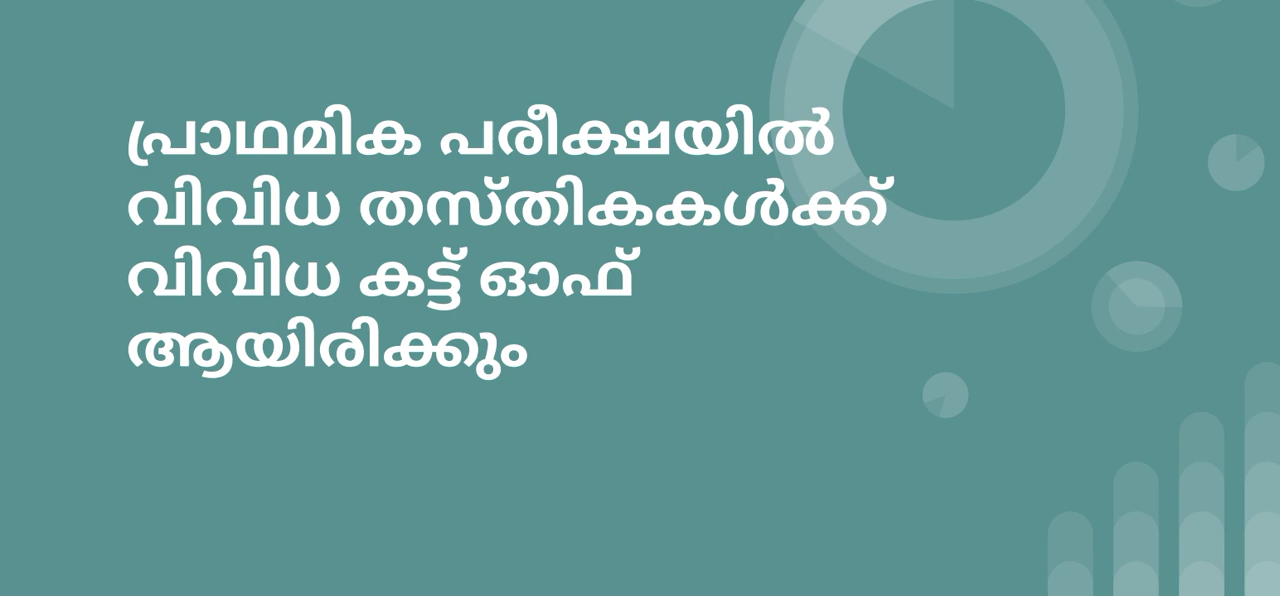 പ്രാഥമിക പരീക്ഷയിൽ
വിവിധ തസ്തികകൾക്ക്
വിവിധ കട്ട് ഓഫ്
ആയിരിക്കും